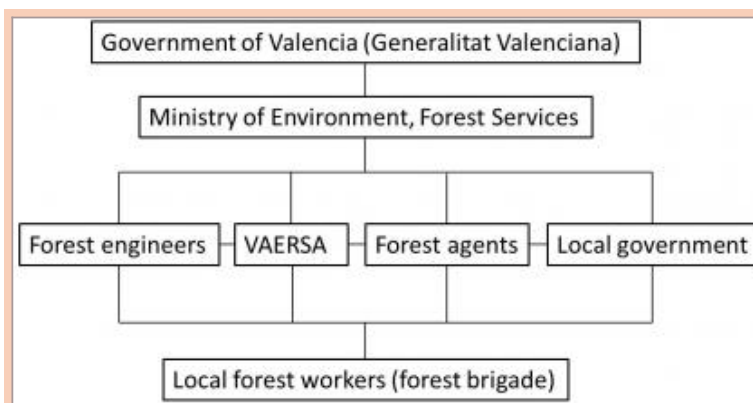 Government of Valencia (Generalitat Valenciana)
Ministry of Environment, Forest Services
Forest engineers
VAERSA
Forest agents
Local government
Local forest workers (forest brigade)